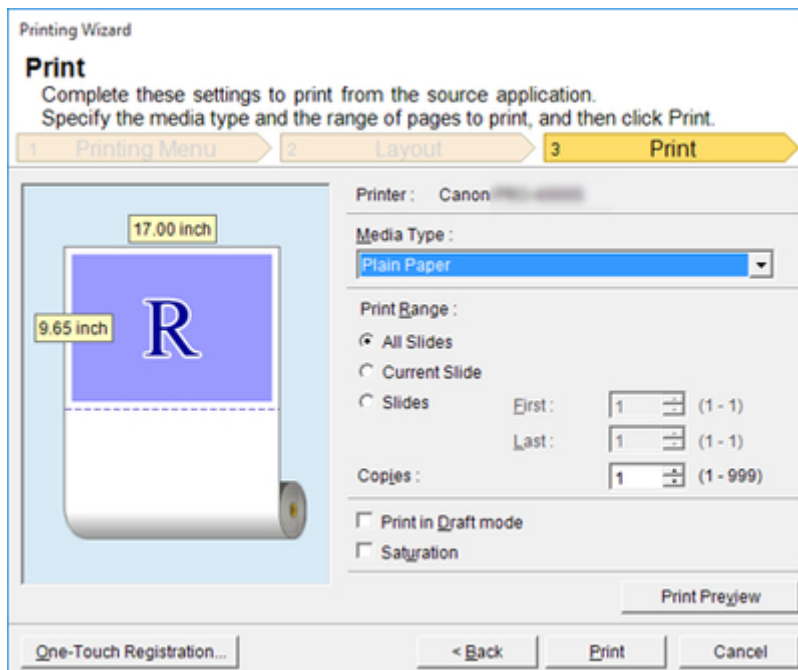 Printing Wizard
Print
Complete these settings to print from the source application.
Specify the media type and the range of pages to print, and then click Print.
1 Printing Menu 2 Layout 3 Print
17.00 inch
9.65 inch
R
Printer : Canon
Media Type :
Plain Paper
Print Range :
All Slides
Current Slide
Slides First : 1 (1 - 1)
Last : 1 (1 - 1)
Copies : 1 (1 - 999)
Print in Draft mode
Saturation
Print Preview
One-Touch Registration... < Back Print Cancel